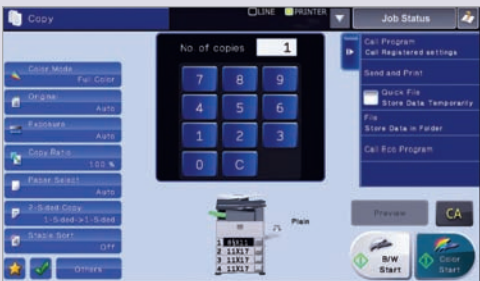 Copy
LINE
PRINTER
Job Status
No of copies
1
7
8
9
4
5
6
1
2
3
0
C
Color Mode
Full Color
Original
Auto
Exposure
Auto
Copy Ratio
100 %
Paper Select
Auto
2-Sided Copy
1-Sided->1-Sided
Staple Sort
Off
Others
Plain
1 8½X11
2 11X17
3 11X17
4 11X17
Call Program
Call Registered settings
Send and Print
Quick File
Store Data Temporarily
File
Store Data in Folder
Call Eco Program
Preview
CA
B/W
Start
Color
Start